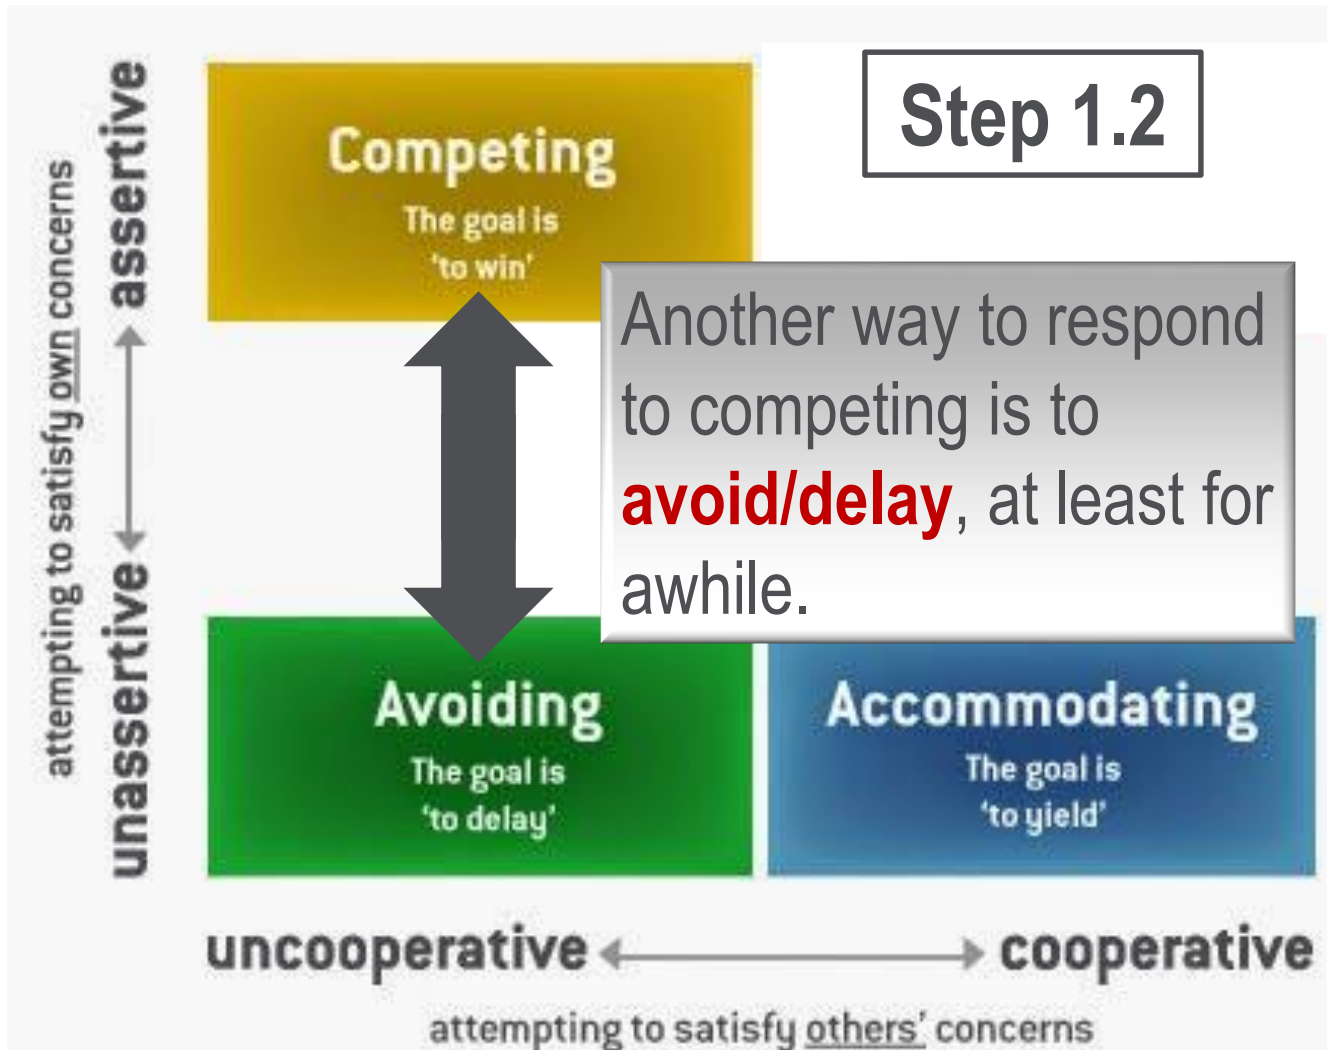 Step 1.2
Competing
The goal is
'to win'
Another way to respond
to competing is to
avoid/delay, at least for
awhile.
Avoiding
The goal is
'to delay'
Accommodating
The goal is
'to yield'
assertive
unassertive
attempting to satisfy own concerns
uncooperative
cooperative
attempting to satisfy others' concerns